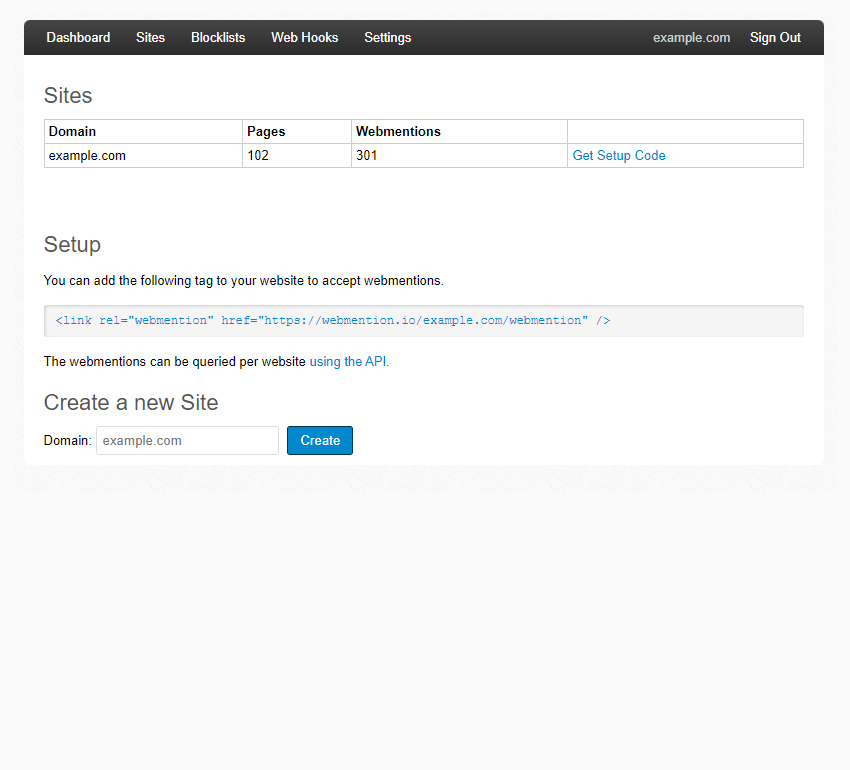 Dashboard Sites Blocklists Web Hooks Settings example.com Sign Out
Sites
Domain Pages Webmentions
example.com 102 301 Get Setup Code
Setup
You can add the following tag to your website to accept webmentions.
<link rel="webmention" href="https://webmention.io/example.com/webmention" />
The webmentions can be queried per website using the API.
Create a new Site
Domain: example.com Create